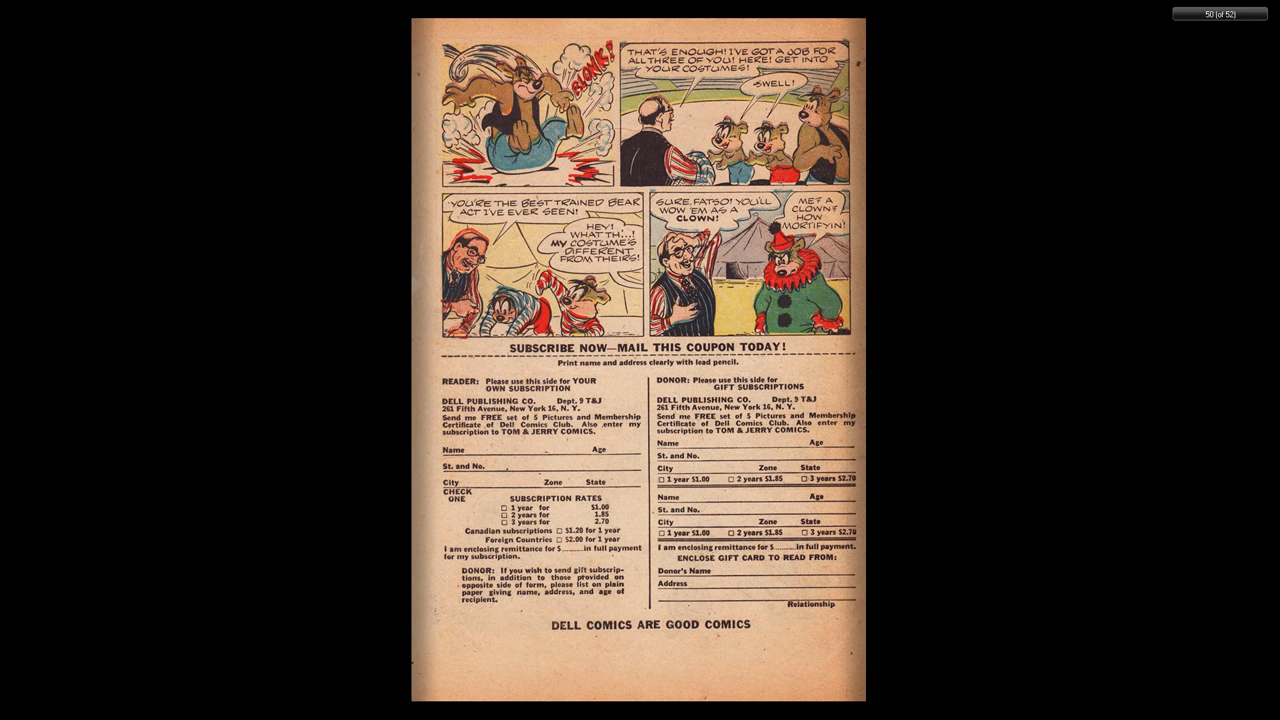 50 (of 52)
BLONK!
THAT'S ENOUGH! I'VE GOT A JOB FOR
ALL THREE OF YOU! HERE! GET INTO
YOUR COSTUMES!
SWELL!
YOU'RE THE BEST TRAINED BEAR
ACT I'VE EVER SEEN!
HEY!
WHAT TH'..!
MY COSTUME'S
DIFFERENT
FROM THEIRS!
SURE, FATSO! YOU'LL
WOW 'EM AS A
CLOWN!
ME? A
CLOWN?
HOW
MORTIFYIN'!
SUBSCRIBE NOW—MAIL THIS COUPON TODAY!
Print name and address clearly with lead pencil.
READER: Please use this side for YOUR
OWN SUBSCRIPTION
DELL PUBLISHING CO. Dept. 9 T&J
261 Fifth Avenue, New York 16, N. Y.
Send me FREE set of 5 Pictures and Membership
Certificate of Dell Comics Club. Also enter my
subscription to TOM & JERRY COMICS.
Name Age
St. and No.
City Zone State
CHECK
ONE SUBSCRIPTION RATES
□ 1 year for $1.00
□ 2 years for 1.85
□ 3 years for 2.70
Canadian subscriptions □ $1.20 for 1 year
Foreign Countries □ $2.00 for 1 year
I am enclosing remittance for $..........in full payment
for my subscription.
DONOR: If you wish to send gift subscrip-
tions, in addition to those provided on
opposite side of form, please list on plain
paper giving name, address, and age of
recipient.
DONOR: Please use this side for
GIFT SUBSCRIPTIONS
DELL PUBLISHING CO. Dept. 9 T&J
261 Fifth Avenue, New York 16, N. Y.
Send me FREE set of 5 Pictures and Membership
Certificate of Dell Comics Club. Also enter my
subscription to TOM & JERRY COMICS.
Name Age
St. and No.
City Zone State
□ 1 year $1.00 □ 2 years $1.85 □ 3 years $2.70
Name Age
St. and No.
City Zone State
□ 1 year $1.00 □ 2 years $1.85 □ 3 years $2.70
I am enclosing remittance for $..........in full payment.
ENCLOSE GIFT CARD TO READ FROM:
Donor's Name
Address
Relationship
DELL COMICS ARE GOOD COMICS